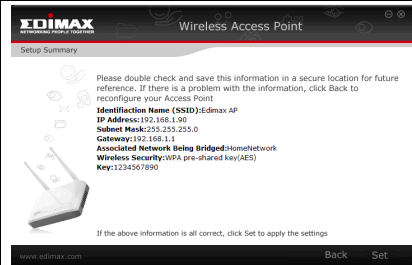 EDIMAX
NETWORKING PEOPLE TOGETHER
Wireless Access Point
Setup Summary
Please double check and save this information in a secure location for future
reference. If there is a problem with the information, click Back to
reconfigure your Access Point
Identifiaction Name (SSID):Edimax AP
IP Address:192.168.1.90
Subnet Mask:255.255.255.0
Gateway:192.168.1.1
Associated Network Being Bridged:HomeNetwork
Wireless Security:WPA pre-shared key(AES)
Key:1234567890
If the above information is all correct, click Set to apply the settings
www.edimax.com
Back Set